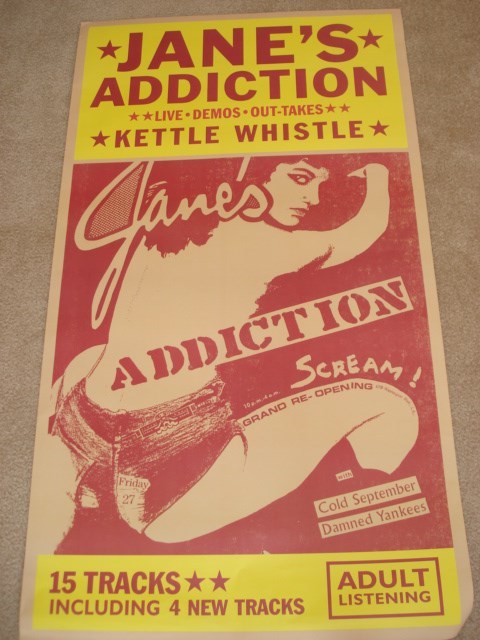 ★JANE'S★
ADDICTION
★★LIVE•DEMOS•OUT-TAKES★★
★KETTLE WHISTLE★
Jane's
ADDICTION
SCREAM!
GRAND RE-OPENING
Friday
27
with
Cold September
Damned Yankees
15 TRACKS★★
INCLUDING 4 NEW TRACKS
ADULT
LISTENING